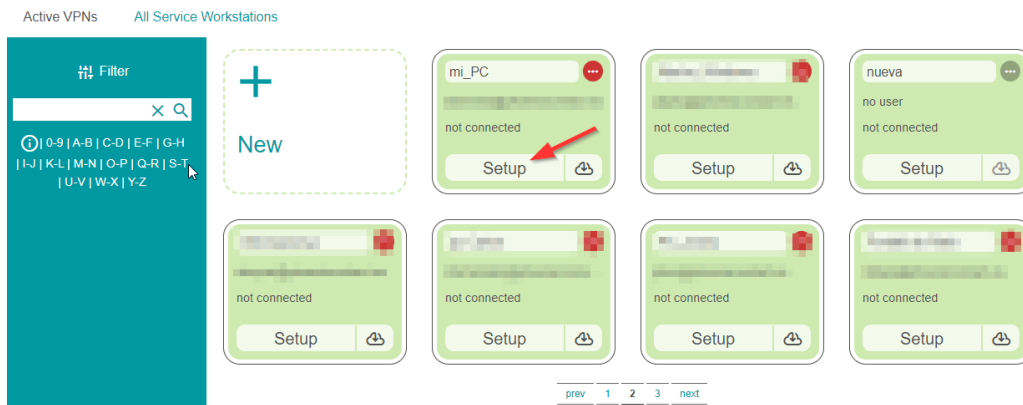 Active VPNs All Service Workstations
Filter
ⓘ| 0-9 | A-B | C-D | E-F | G-H
| I-J | K-L | M-N | O-P | Q-R | S-T
| U-V | W-X | Y-Z
+
New
mi_PC
not connected
Setup
not connected
Setup
nueva
no user
not connected
Setup
not connected
Setup
not connected
Setup
not connected
Setup
not connected
Setup
prev 1 2 3 next